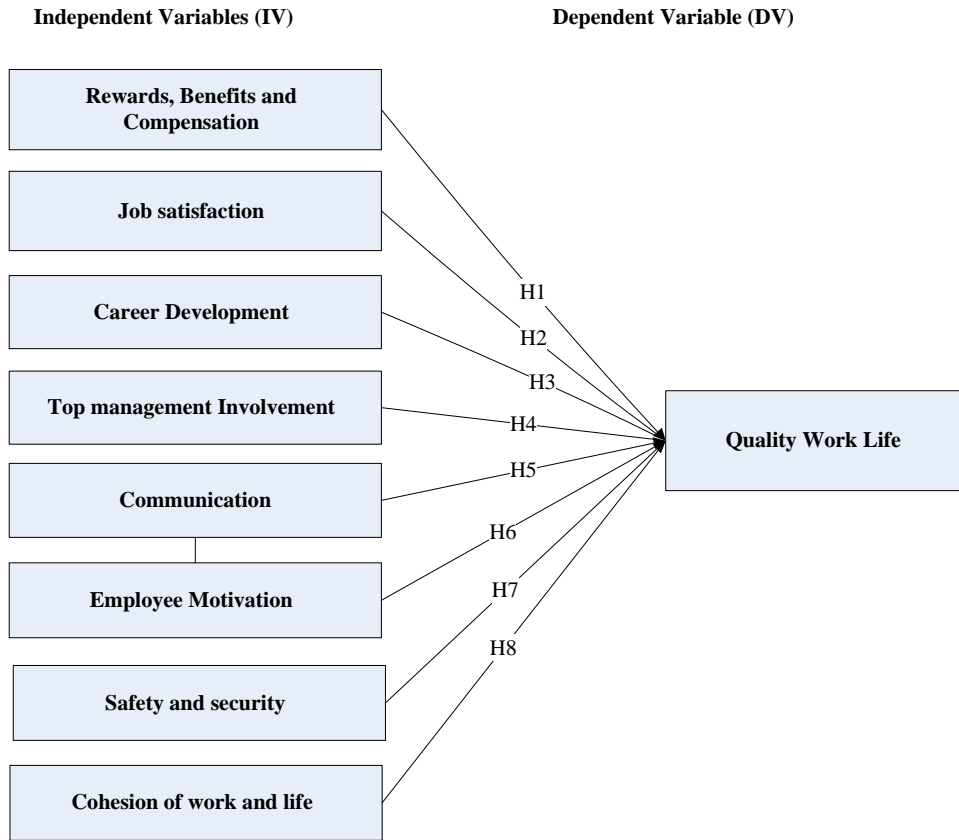 Independent Variables (IV)
Dependent Variable (DV)
Rewards, Benefits and
Compensation
Job satisfaction
Career Development
Top management Involvement
Communication
Employee Motivation
Safety and security
Cohesion of work and life
H1
H2
H3
H4
H5
H6
H7
H8
Quality Work Life